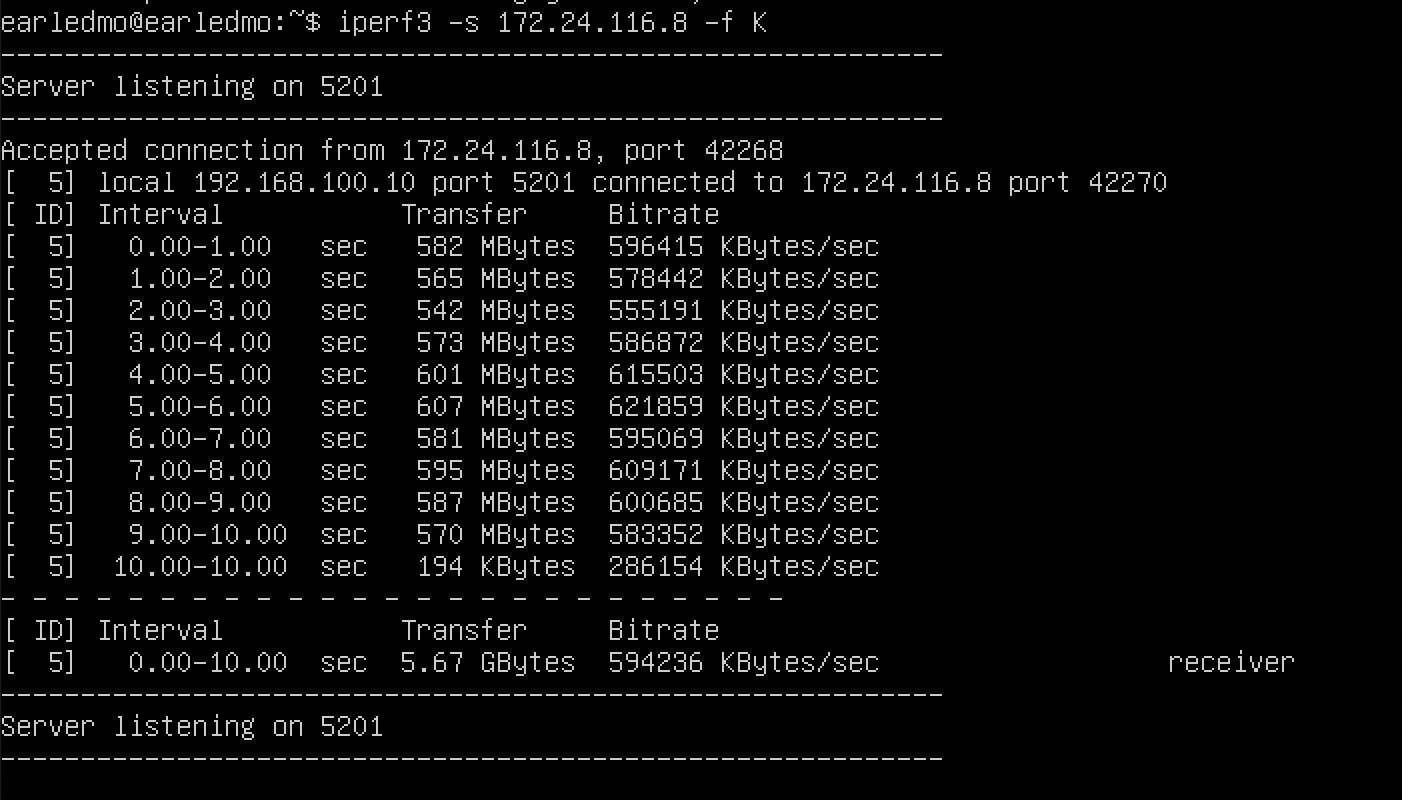 earledmo@earledmo:~$ iperf3 -s 172.24.116.8 -f K
-----------------------------------------------------------
Server listening on 5201
-----------------------------------------------------------
Accepted connection from 172.24.116.8, port 42268
[  5] local 192.168.100.10 port 5201 connected to 172.24.116.8 port 42270
[ ID] Interval           Transfer     Bitrate
[  5]   0.00-1.00   sec   582 MBytes  596415 KBytes/sec
[  5]   1.00-2.00   sec   565 MBytes  578442 KBytes/sec
[  5]   2.00-3.00   sec   542 MBytes  555191 KBytes/sec
[  5]   3.00-4.00   sec   573 MBytes  586872 KBytes/sec
[  5]   4.00-5.00   sec   601 MBytes  615503 KBytes/sec
[  5]   5.00-6.00   sec   607 MBytes  621859 KBytes/sec
[  5]   6.00-7.00   sec   581 MBytes  595069 KBytes/sec
[  5]   7.00-8.00   sec   595 MBytes  609171 KBytes/sec
[  5]   8.00-9.00   sec   587 MBytes  600685 KBytes/sec
[  5]   9.00-10.00  sec   570 MBytes  583352 KBytes/sec
[  5]  10.00-10.00  sec   194 KBytes  286154 KBytes/sec
- - - - - - - - - - - - - - - - - - - - - - - - -
[ ID] Interval           Transfer     Bitrate
[  5]   0.00-10.00  sec  5.67 GBytes  594236 KBytes/sec                  receiver
-----------------------------------------------------------
Server listening on 5201
-----------------------------------------------------------